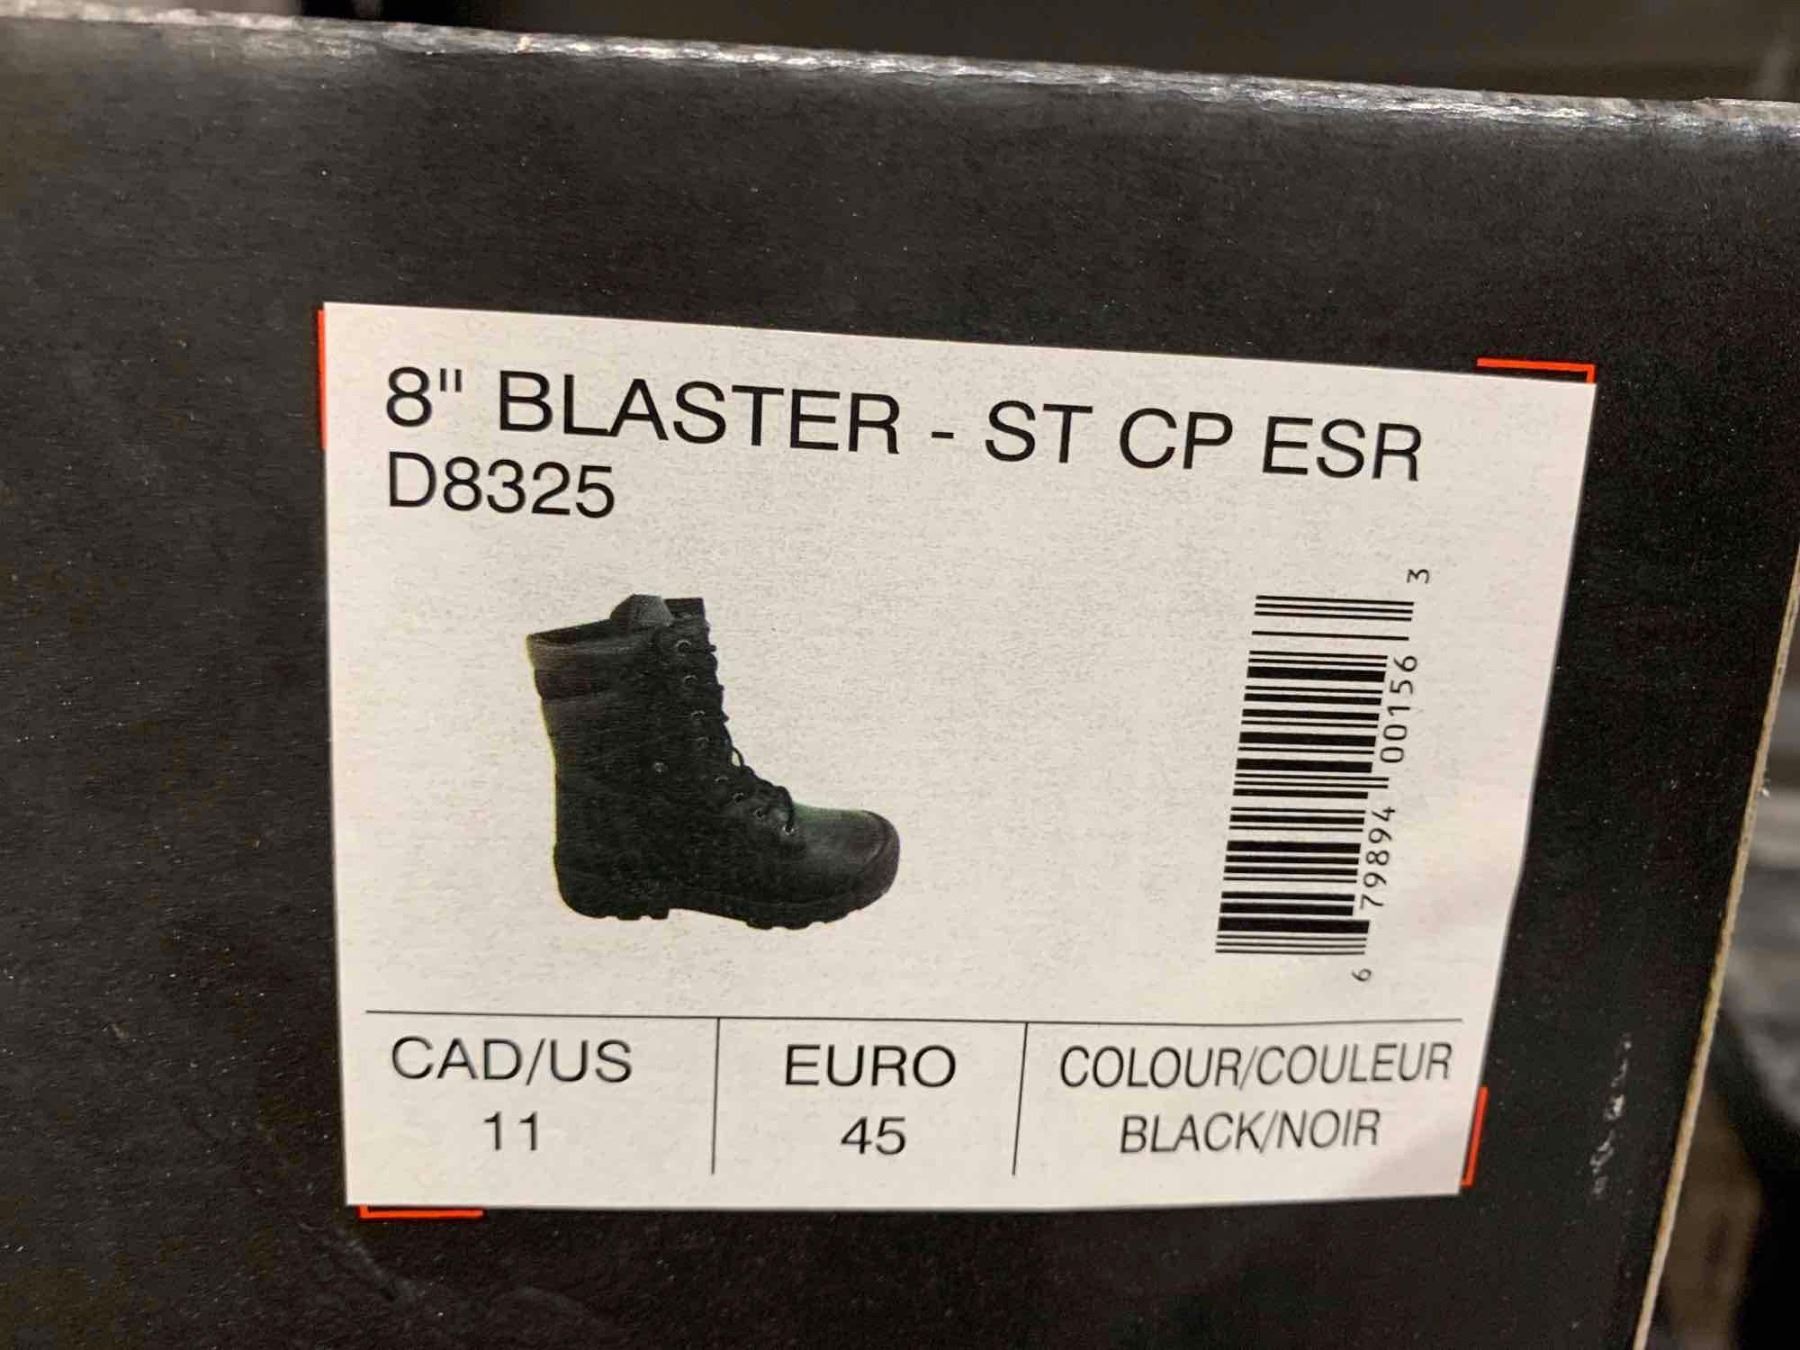 8" BLASTER - ST CP ESR
D8325
6 79894 00156 3
CAD/US
11
EURO
45
COLOUR/COULEUR
BLACK/NOIR